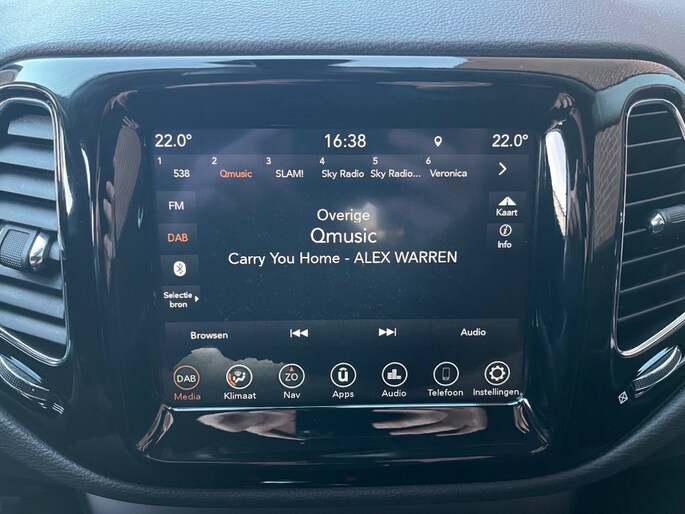 22.0° 16:38 22.0°
1 2 3 4 5 6
538 Qmusic SLAM! Sky Radio Sky Radio... Veronica
FM
Kaart
Overige
DAB
Qmusic
Info
Carry You Home - ALEX WARREN
Selectie
bron
Browsen Audio
DAB ZO
Media Klimaat Nav Apps Audio Telefoon Instellingen